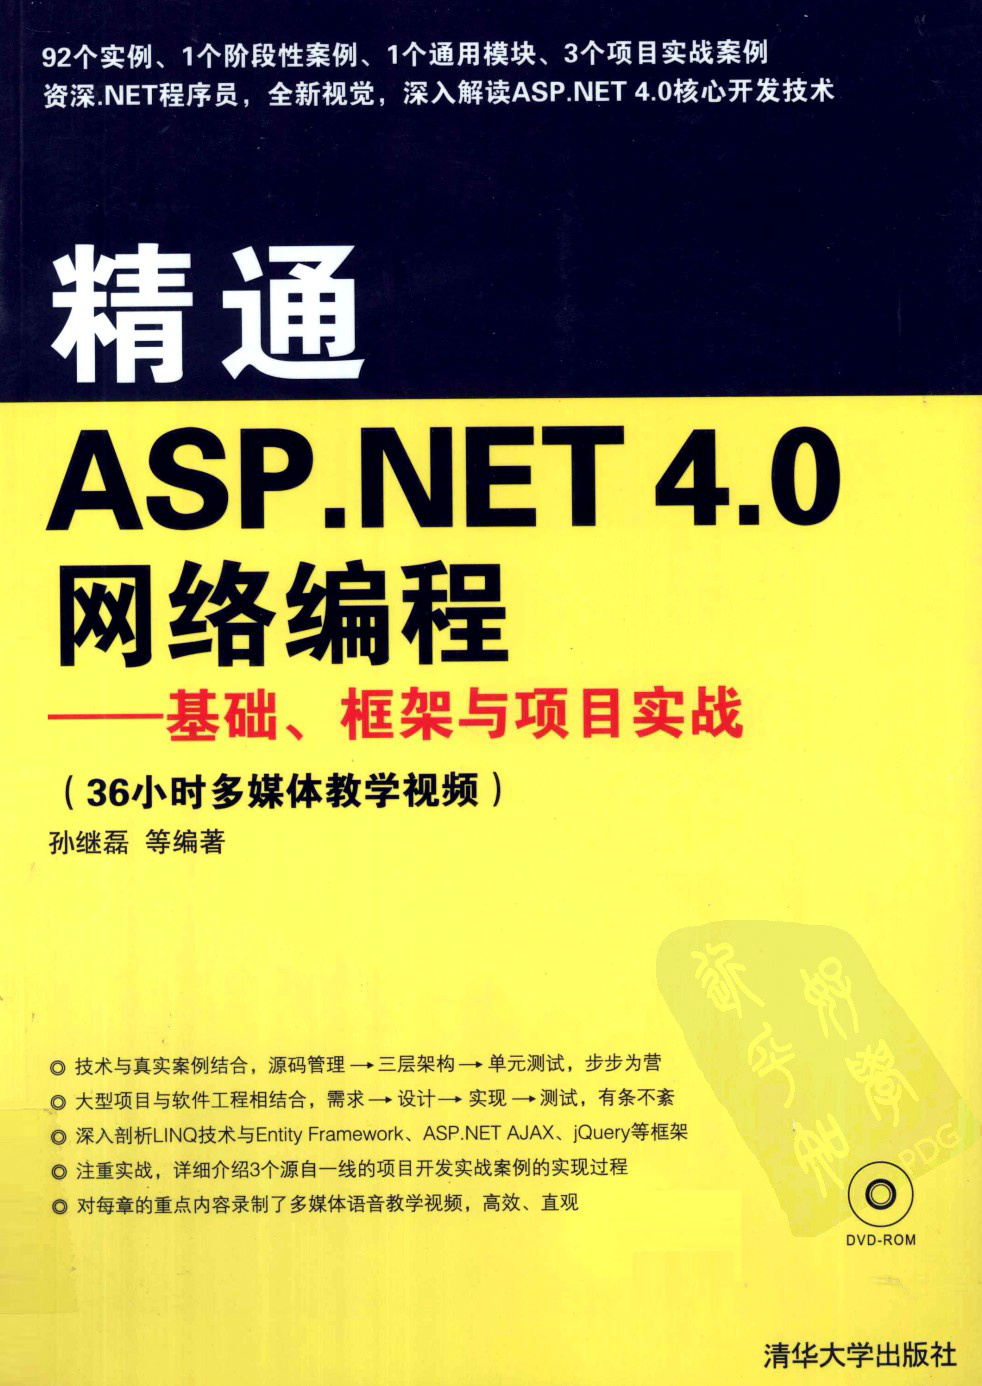 92个实例、1个阶段性案例、1个通用模块、3个项目实战案例
资深.NET程序员，全新视觉，深入解读ASP.NET 4.0核心开发技术
精通
ASP.NET 4.0
网络编程
——基础、框架与项目实战
（36小时多媒体教学视频）
孙继磊 等编著
◎ 技术与真实案例结合，源码管理→三层架构→单元测试，步步为营
◎ 大型项目与软件工程相结合，需求→设计→实现→测试，有条不紊
◎ 深入剖析LINQ技术与Entity Framework、ASP.NET AJAX、jQuery等框架
◎ 注重实战，详细介绍3个源自一线的项目开发实战案例的实现过程
◎ 对每章的重点内容录制了多媒体语音教学视频，高效、直观
PDG
DVD-ROM
清华大学出版社